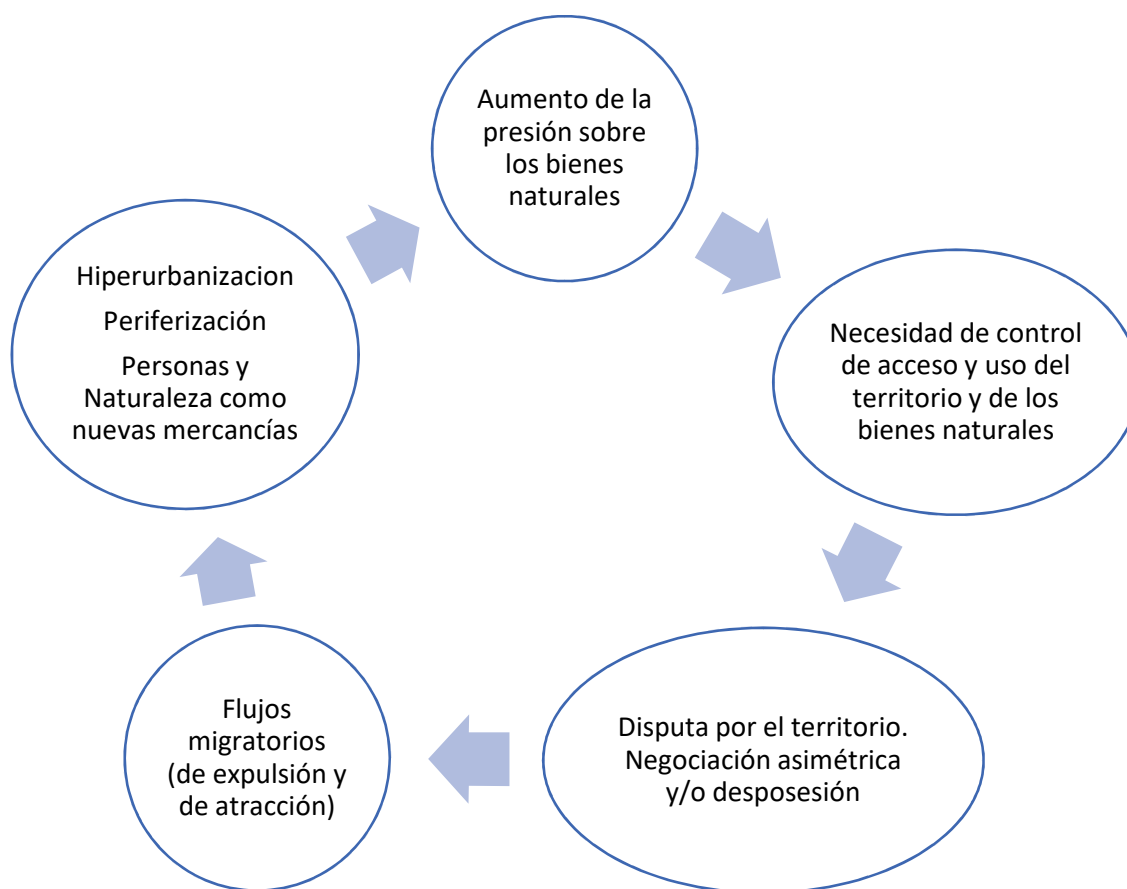 Aumento de la
presión sobre
los bienes
naturales
Necesidad de control
de acceso y uso del
territorio y de los
bienes naturales
Disputa por el territorio.
Negociación asimétrica
y/o desposesión
Flujos
migratorios
(de expulsión y
de atracción)
Hiperurbanizacion
Periferización
Personas y
Naturaleza como
nuevas mercancías